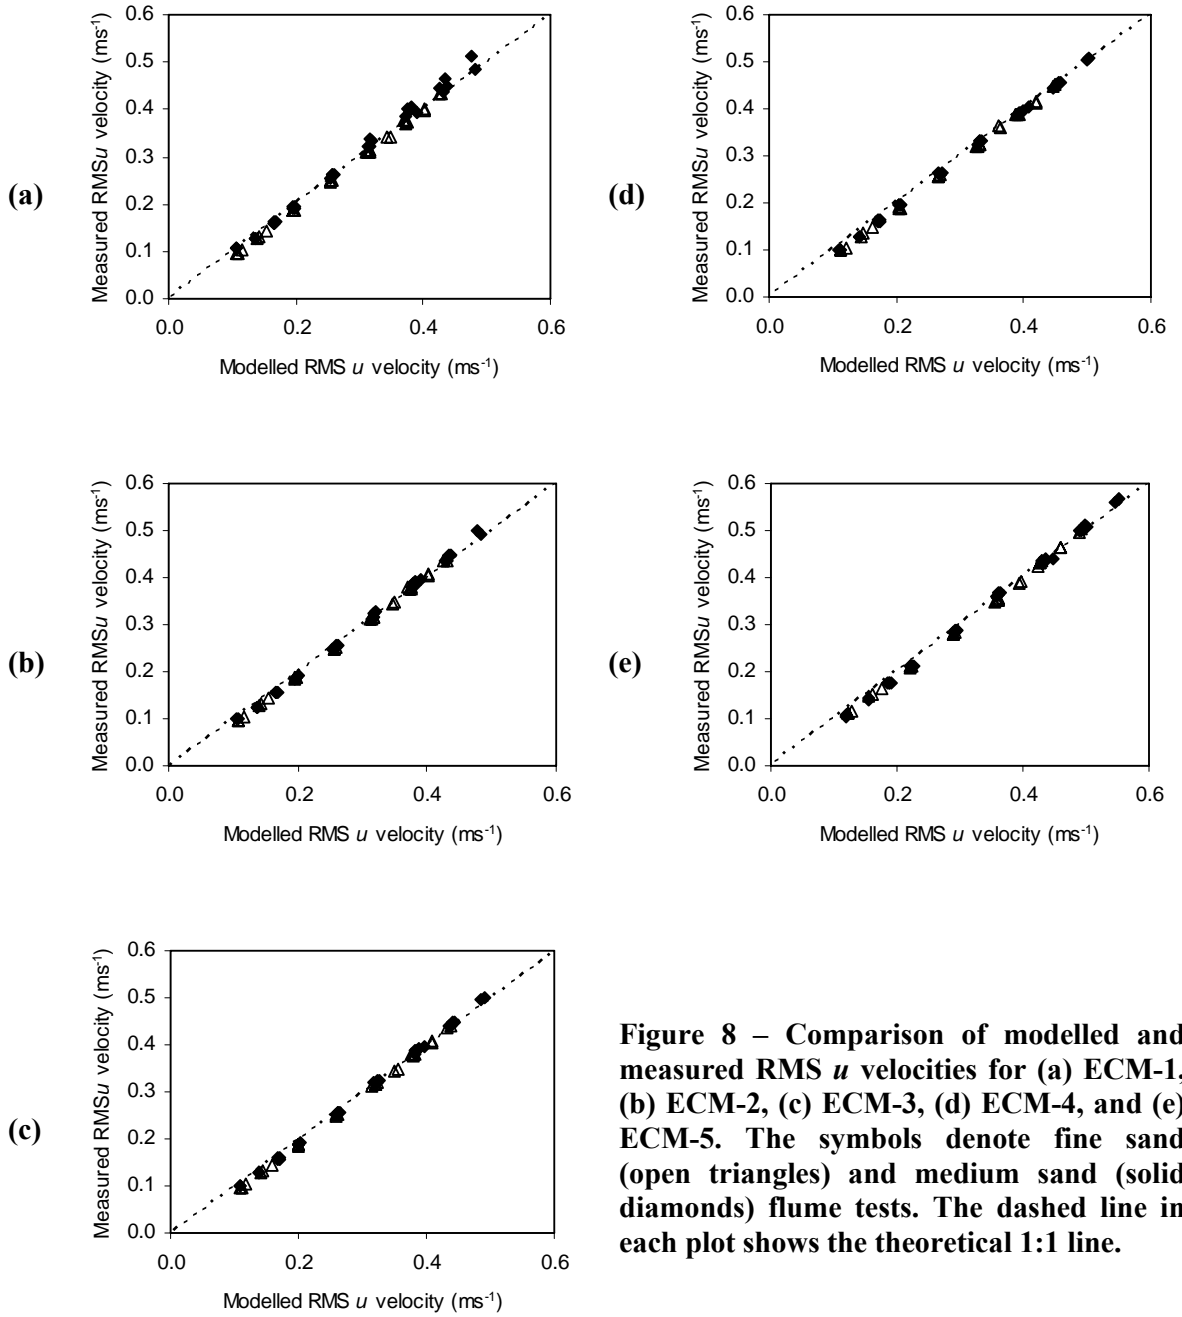 (a)
Measured RMSu velocity (ms-1)
0.6
0.5
0.4
0.3
0.2
0.1
0.0
0.0 0.2 0.4 0.6
Modelled RMS u velocity (ms-1)
(d)
Measured RMSu velocity (ms-1)
0.6
0.5
0.4
0.3
0.2
0.1
0.0
0.0 0.2 0.4 0.6
Modelled RMS u velocity (ms-1)
(b)
Measured RMSu velocity (ms-1)
0.6
0.5
0.4
0.3
0.2
0.1
0.0
0.0 0.2 0.4 0.6
Modelled RMS u velocity (ms-1)
(e)
Measured RMSu velocity (ms-1)
0.6
0.5
0.4
0.3
0.2
0.1
0.0
0.0 0.2 0.4 0.6
Modelled RMS u velocity (ms-1)
(c)
Measured RMSu velocity (ms-1)
0.6
0.5
0.4
0.3
0.2
0.1
0.0
0.0 0.2 0.4 0.6
Modelled RMS u velocity (ms-1)
Figure 8 – Comparison of modelled and
measured RMS u velocities for (a) ECM-1,
(b) ECM-2, (c) ECM-3, (d) ECM-4, and (e)
ECM-5. The symbols denote fine sand
(open triangles) and medium sand (solid
diamonds) flume tests. The dashed line in
each plot shows the theoretical 1:1 line.